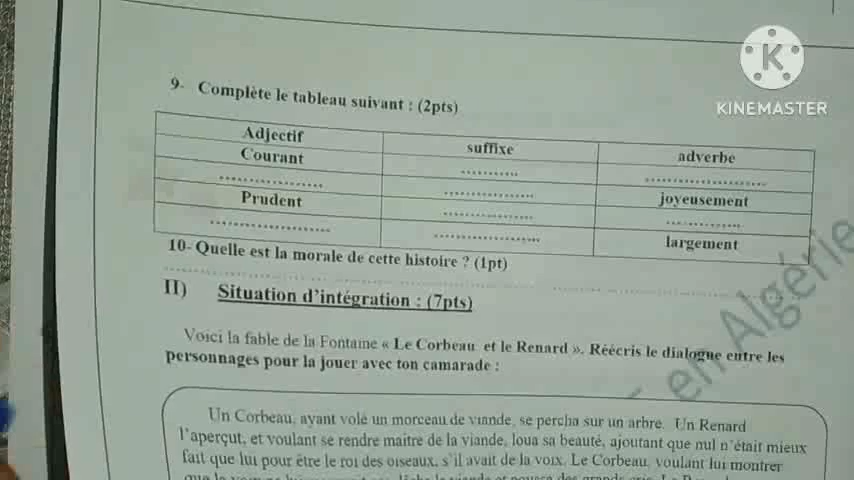 KINEMASTER
9- Complète le tableau suivant : (2pts)
Adjectif suffixe adverbe
Courant ........... ........................
.................... ................. joyeusement
Prudent ................. ...............
....................... .................... largement
10- Quelle est la morale de cette histoire ? (1pt)
II) Situation d'intégration : (7pts)
en Algérie
Voici la fable de la Fontaine « Le Corbeau et le Renard ». Réécris le dialogue entre les
personnages pour la jouer avec ton camarade :
Un Corbeau, ayant volé un morceau de viande, se percha sur un arbre. Un Renard
l'aperçut, et voulant se rendre maitre de la viande, loua sa beauté, ajoutant que nul n'était mieux
fait que lui pour être le roi des oiseaux, s'il avait de la voix. Le Corbeau, voulant lui montrer